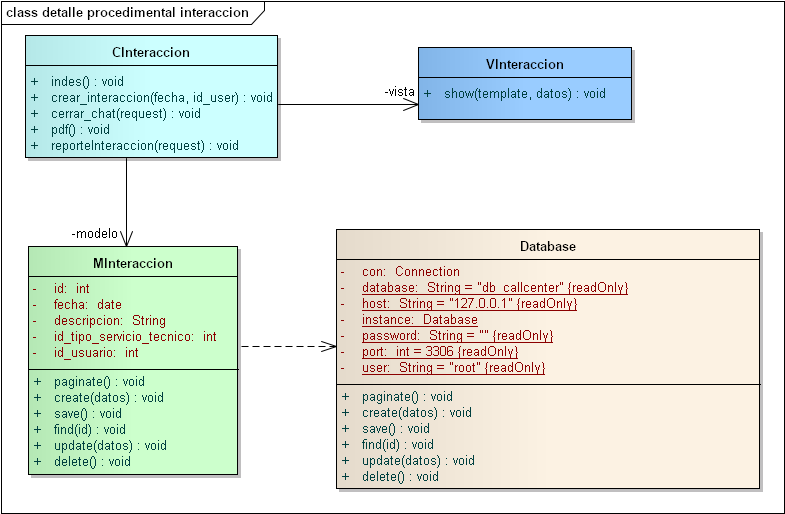 class detalle procedimental interaccion
CInteraccion
+ indes() : void
+ crear_interaccion(fecha, id_user) : void
+ cerrar_chat(request) : void
+ pdf() : void
+ reporteInteraccion(request) : void
-vista
VInteraccion
+ show(template, datos) : void
-modelo
MInteraccion
- id: int
- fecha: date
- descripcion: String
- id_tipo_servicio_tecnico: int
- id_usuario: int
+ paginate() : void
+ create(datos) : void
+ save() : void
+ find(id) : void
+ update(datos) : void
+ delete() : void
Database
- con: Connection
- database: String = "db_callcenter" {readOnly}
- host: String = "127.0.0.1" {readOnly}
- instance: Database
- password: String = "" {readOnly}
- port: int = 3306 {readOnly}
- user: String = "root" {readOnly}
+ paginate() : void
+ create(datos) : void
+ save() : void
+ find(id) : void
+ update(datos) : void
+ delete() : void